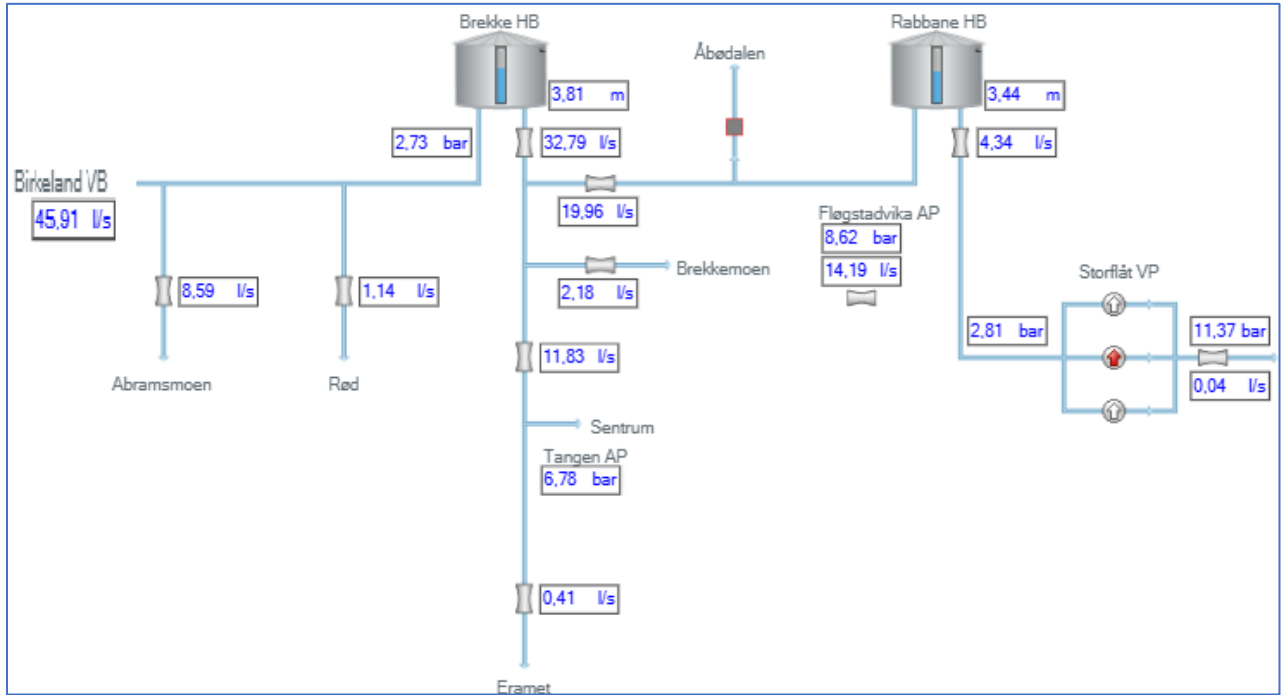 Brekke HB
Rabbane HB
Åbødalen
3,81 m
3,44 m
2,73 bar
32,79 l/s
4,34 l/s
Birkeland VB
45,91 l/s
19,96 l/s
Fløgstadvika AP
8,62 bar
14,19 l/s
Brekkemoen
2,18 l/s
8,59 l/s
1,14 l/s
Storflåt VP
2,81 bar
11,37 bar
0,04 l/s
11,83 l/s
Abramsmoen
Rød
Sentrum
Tangen AP
6,78 bar
0,41 l/s
Eramet